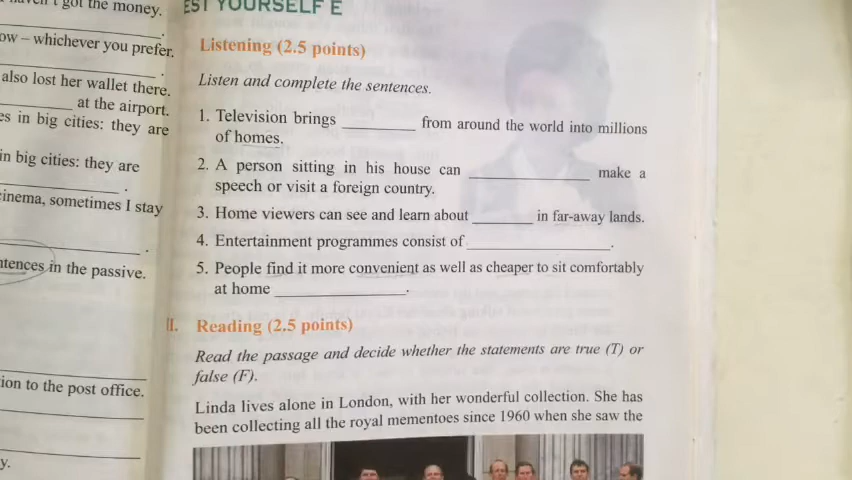 got the money.
ow – whichever you prefer.
also lost her wallet there.
at the airport.
es in big cities: they are
in big cities: they are
inema, sometimes I stay
tences in the passive.
ion to the post office.
y.
EST YOURSELF E
Listening (2.5 points)
Listen and complete the sentences.
1. Television brings ________ from around the world into millions
of homes.
2. A person sitting in his house can ________ make a
speech or visit a foreign country.
3. Home viewers can see and learn about ________ in far-away lands.
4. Entertainment programmes consist of ________.
5. People find it more convenient as well as cheaper to sit comfortably
at home ________.
II. Reading (2.5 points)
Read the passage and decide whether the statements are true (T) or
false (F).
Linda lives alone in London, with her wonderful collection. She has
been collecting all the royal mementoes since 1960 when she saw the